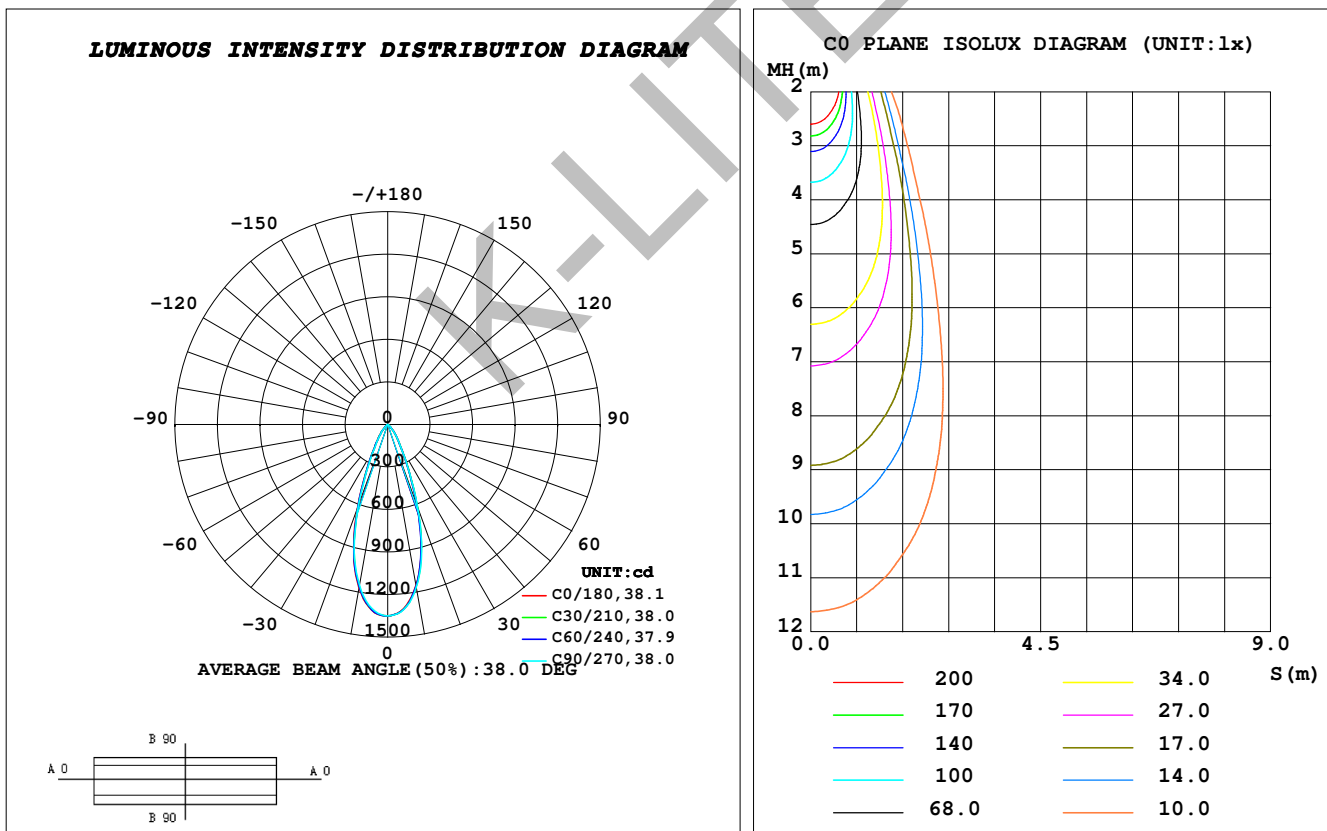 LUMINOUS INTENSITY DISTRIBUTION DIAGRAM
-/+180
-150
150
-120
120
-90
90
-60
60
-30
30
0
0
300
600
900
1200
1500
UNIT:cd
C0/180,38.1
C30/210,38.0
C60/240,37.9
C90/270,38.0
AVERAGE BEAM ANGLE(50%):38.0 DEG
B 90
A 0
A 0
B 90
K-LITE
C0 PLANE ISOLUX DIAGRAM (UNIT:lx)
MH(m)
2
3
4
5
6
7
8
9
10
11
12
0.0
4.5
9.0
S(m)
200
34.0
170
27.0
140
17.0
100
14.0
68.0
10.0